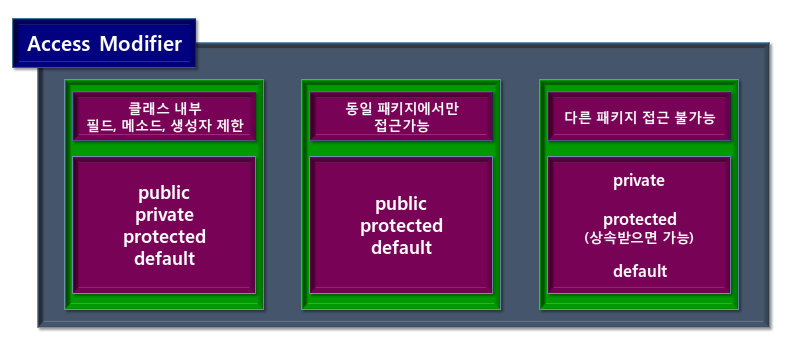 Access Modifier
클래스 내부
필드, 메소드, 생성자 제한
public
private
protected
default
동일 패키지에서만
접근가능
public
protected
default
다른 패키지 접근 불가능
private
protected
(상속받으면 가능)
default